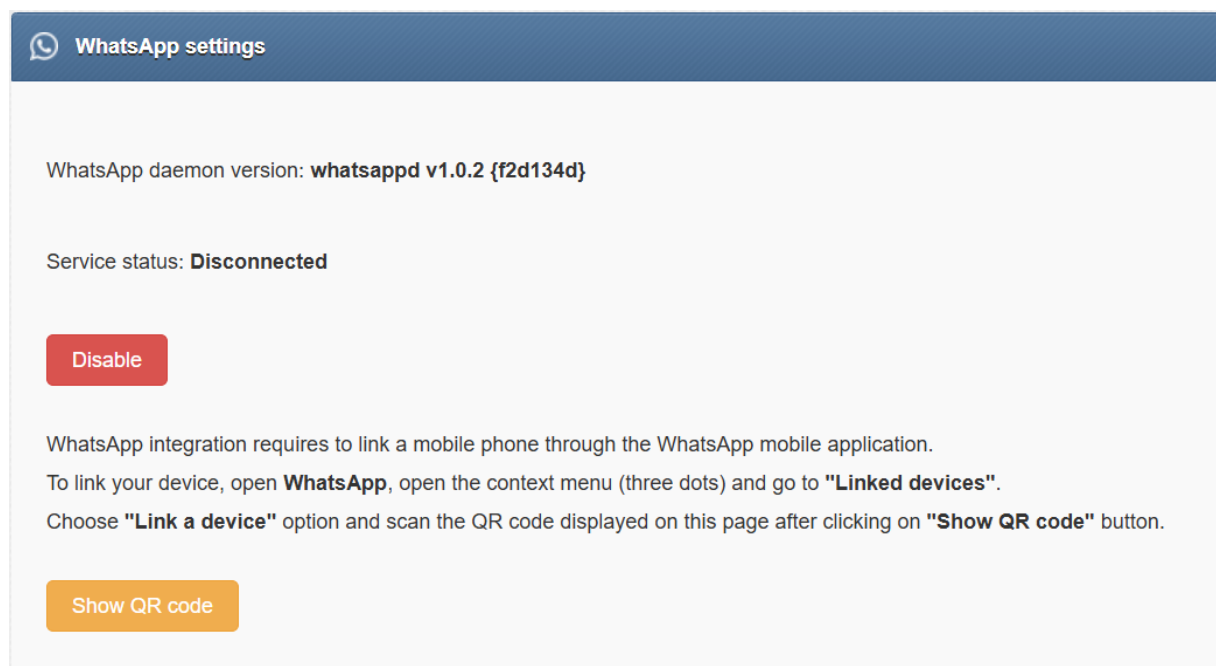 WhatsApp settings
WhatsApp daemon version: whatsappd v1.0.2 {f2d134d}
Service status: Disconnected
Disable
WhatsApp integration requires to link a mobile phone through the WhatsApp mobile application.
To link your device, open WhatsApp, open the context menu (three dots) and go to "Linked devices".
Choose "Link a device" option and scan the QR code displayed on this page after clicking on "Show QR code" button.
Show QR code